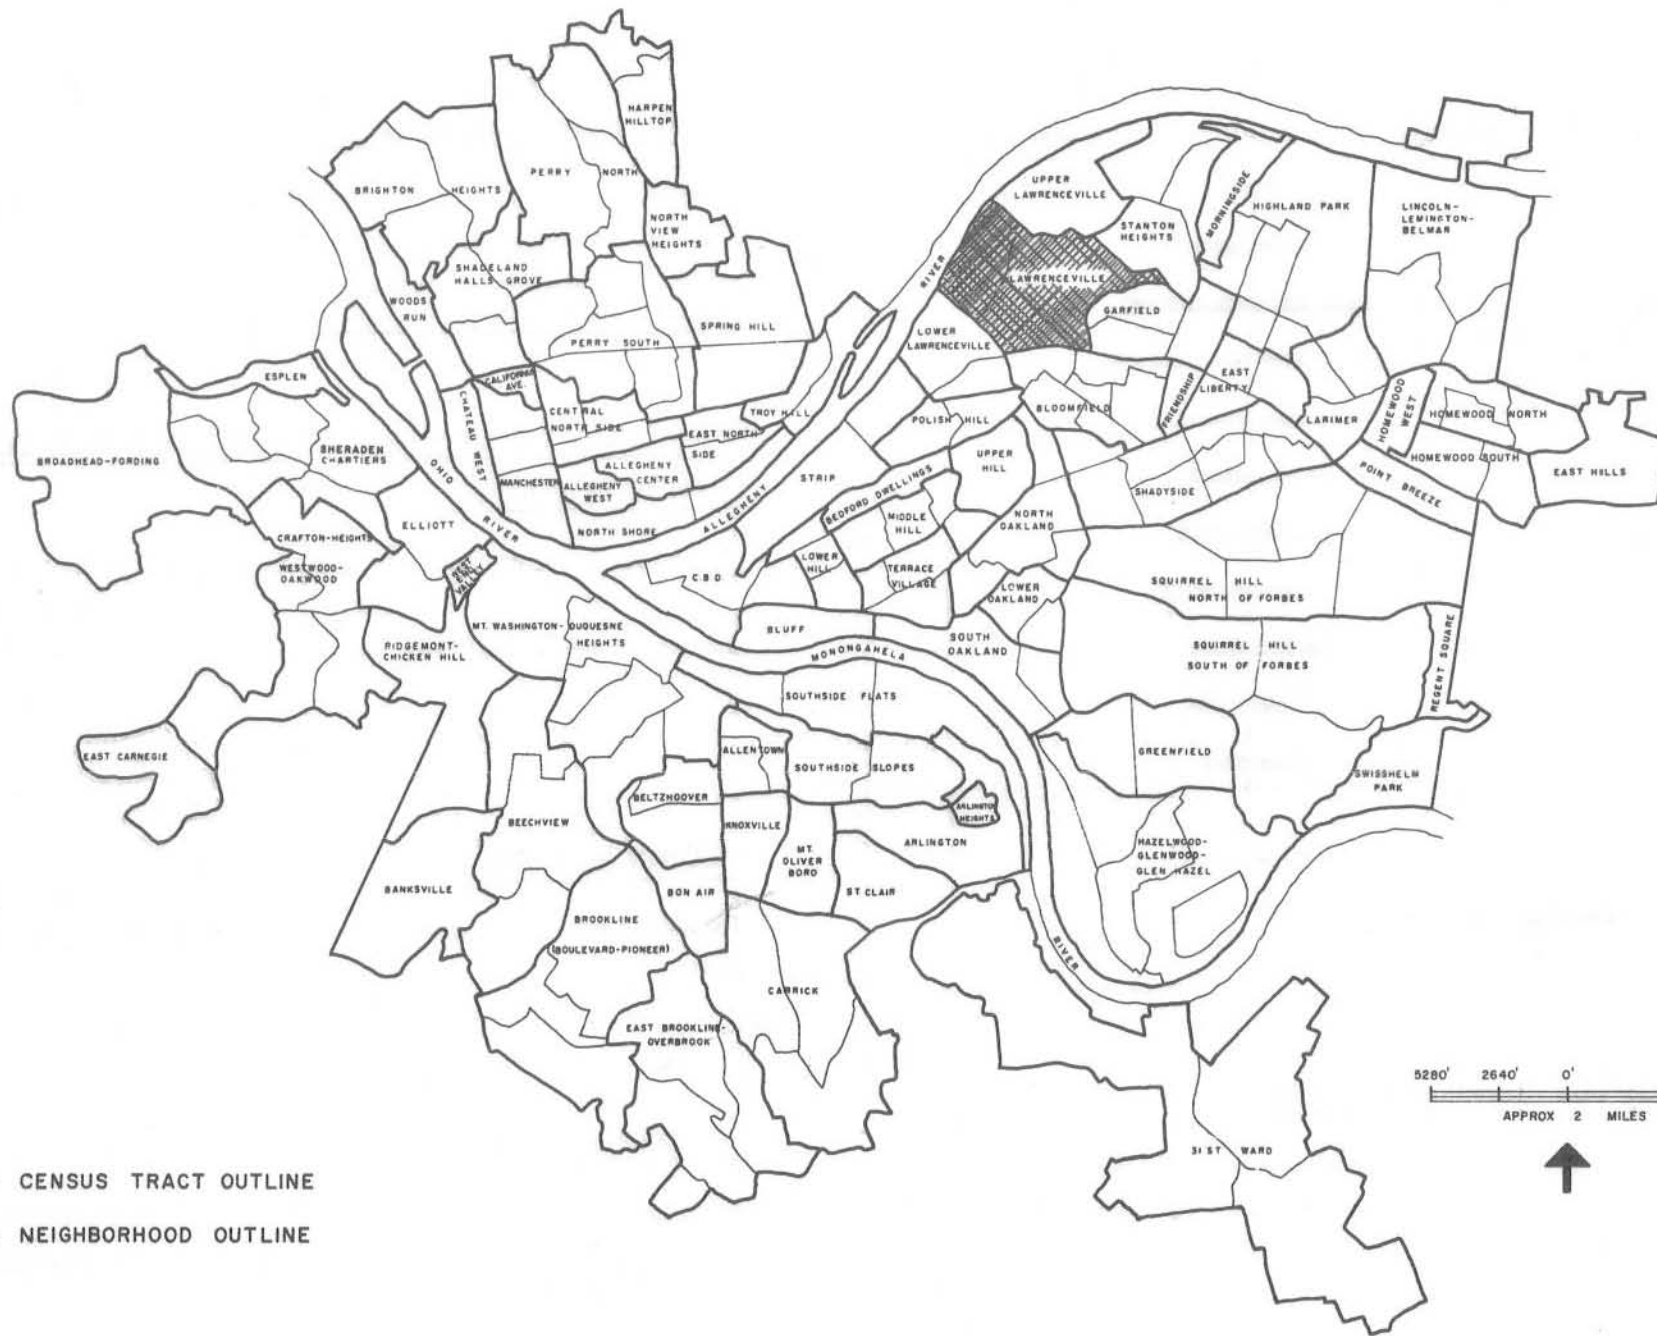 HARPEN
HILLTOP
PERRY
NORTH
BRIGHTON
HEIGHTS
NORTH
VIEW
HEIGHTS
SHADELAND
HALLS GROVE
WOODS
RUN
SPRING HILL
PERRY SOUTH
CALIFORNIA
AVE.
ESPLEN
CHATEAU WEST
CENTRAL
NORTH SIDE
TROY HILL
EAST NORTH
SIDE
BROADHEAD-FORDING
SHERADEN
CHARTIERS
MANCHESTER
ALLEGHENY
WEST
ALLEGHENY
CENTER
NORTH SHORE
OHIO
RIVER
ALLEGHENY
RIVER
ELLIOTT
CRAFTON-HEIGHTS
WESTWOOD-
OAKWOOD
WEST
END
VALLEY
RIDGEMONT-
CHICKEN HILL
EAST CARNEGIE
UPPER
LAWRENCEVILLE
LAWRENCEVILLE
LOWER
LAWRENCEVILLE
STANTON
HEIGHTS
MORNINGSIDE
HIGHLAND PARK
LINCOLN-
LEMINGTON-
BELMAR
GARFIELD
FRIENDSHIP
EAST
LIBERTY
LARIMER
HOMEWOOD
WEST
HOMEWOOD NORTH
HOMEWOOD SOUTH
EAST HILLS
POINT BREEZE
BLOOMFIELD
POLISH HILL
STRIP
UPPER
HILL
BEDFORD DWELLINGS
MIDDLE
HILL
LOWER
HILL
TERRACE
VILLAGE
NORTH
OAKLAND
SHADYSIDE
C.B.D.
LOWER
OAKLAND
BLUFF
SOUTH
OAKLAND
SQUIRREL HILL
NORTH OF FORBES
SQUIRREL HILL
SOUTH OF FORBES
REGENT SQUARE
MT. WASHINGTON-DUQUESNE
HEIGHTS
MONONGAHELA
RIVER
SOUTHSIDE FLATS
ALLENTOWN
SOUTHSIDE SLOPES
GREENFIELD
SWISSHELM
PARK
BELTZHOOVER
BEECHVIEW
KNOXVILLE
ARLINGTON
HEIGHTS
ARLINGTON
MT.
OLIVER
BORO
HAZELWOOD-
GLENWOOD-
GLEN HAZEL
BANKSVILLE
BON AIR
ST. CLAIR
BROOKLINE
(BOULEVARD-PIONEER)
CARRICK
EAST BROOKLINE-
OVERBROOK
31 ST WARD
5280' 2640' 0'
APPROX 2 MILES
CENSUS TRACT OUTLINE
NEIGHBORHOOD OUTLINE